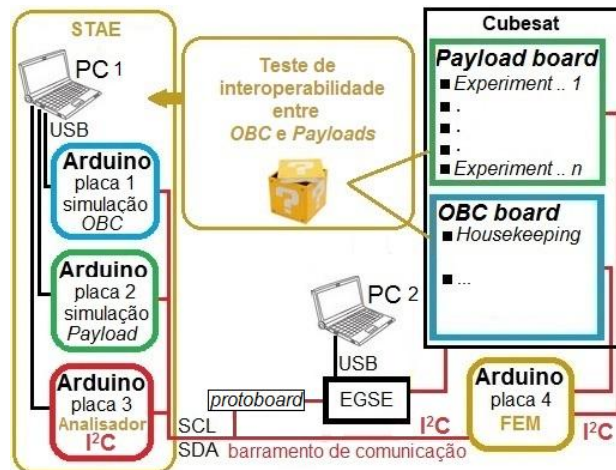 STAE
PC 1
USB
Arduino
placa 1
simulação
OBC
Arduino
placa 2
simulação
Payload
Arduino
placa 3
Analisador
I²C
Teste de
interoperabilidade
entre
OBC e Payloads
?
?
?
Cubesat
Payload board
■ Experiment .. 1
■ .
■ .
■ .
■ Experiment .. n
OBC board
■ Housekeeping
■ ...
PC 2
USB
protoboard
EGSE
SCL
SDA
barramento de comunicação
I²C
Arduino
placa 4
FEM
I²C